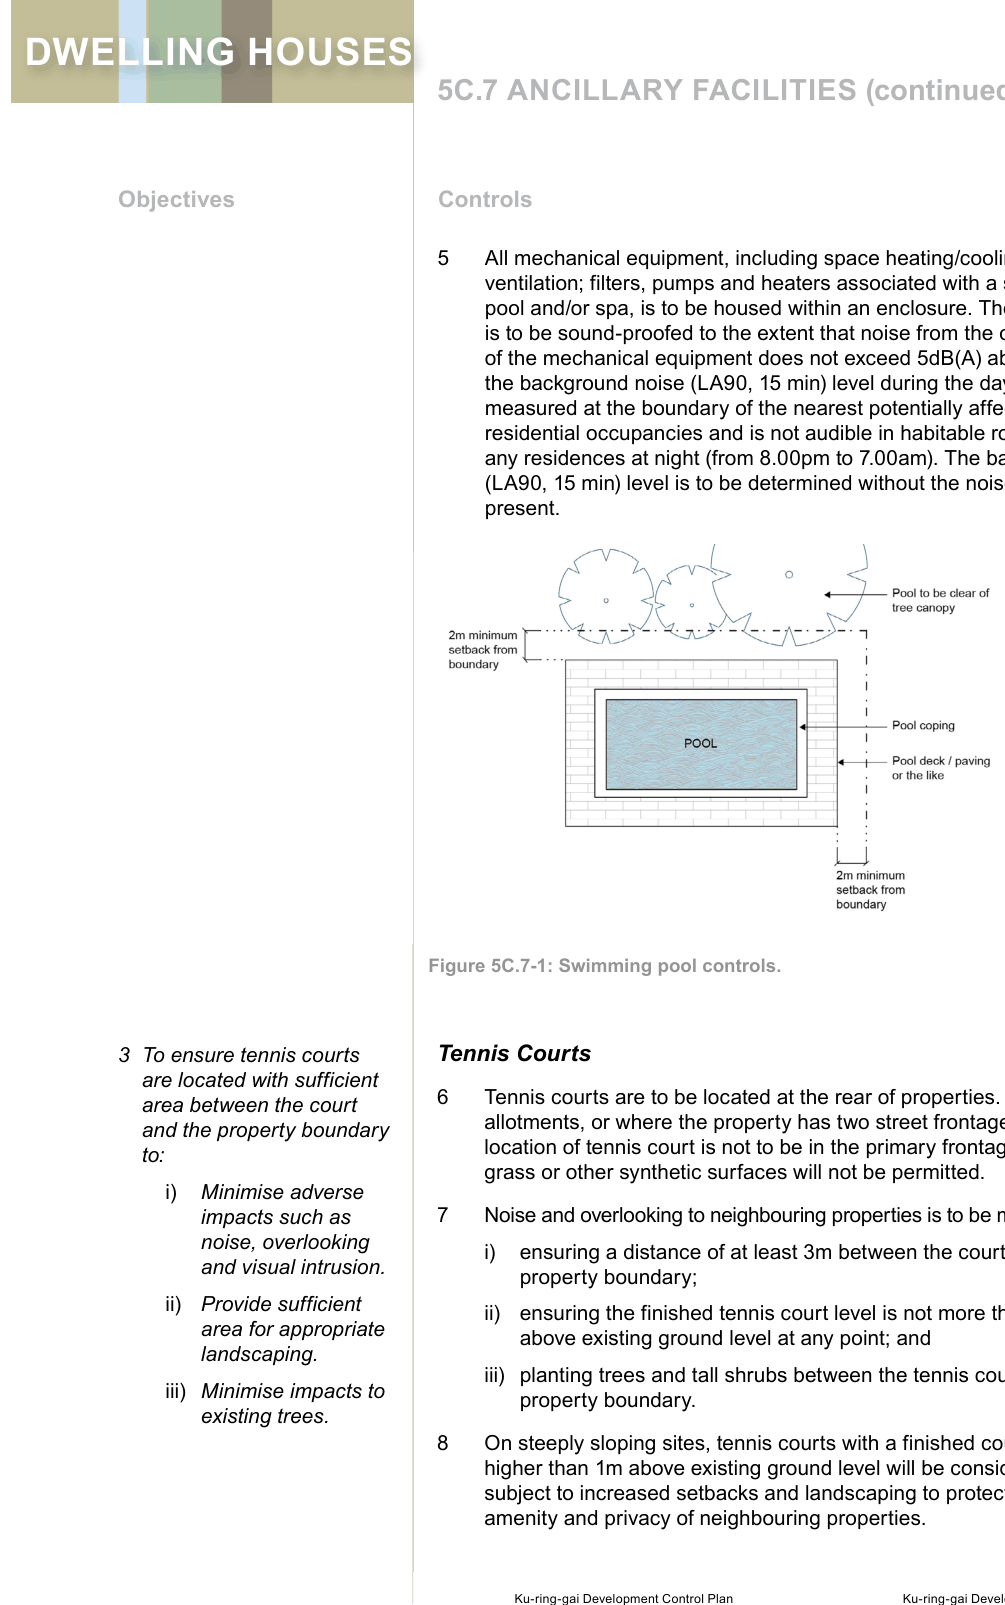 DWELLING HOUSES
5C.7 ANCILLARY FACILITIES (continued
Objectives
Controls
5 All mechanical equipment, including space heating/cooli
ventilation; filters, pumps and heaters associated with a
pool and/or spa, is to be housed within an enclosure. The
is to be sound-proofed to the extent that noise from the
of the mechanical equipment does not exceed 5dB(A)
the background noise (LA90, 15 min) level during the day
measured at the boundary of the nearest potentially affe
residential occupancies and is not audible in habitable
any residences at night (from 8.00pm to 7.00am). The
(LA90, 15 min) level is to be determined without the
present.
Pool to be clear of
tree canopy
2m minimum
setback from
boundary
Pool coping
POOL
Pool deck / paving
or the like
2m minimum
setback from
boundary
Figure 5C.7-1: Swimming pool controls.
3 To ensure tennis courts
are located with sufficient
area between the court
and the property boundary
to:
i) Minimise adverse
impacts such as
noise, overlooking
and visual intrusion.
ii) Provide sufficient
area for appropriate
landscaping.
iii) Minimise impacts to
existing trees.
Tennis Courts
6 Tennis courts are to be located at the rear of properties.
allotments, or where the property has two street frontage
location of tennis court is not to be in the primary frontag
grass or other synthetic surfaces will not be permitted.
7 Noise and overlooking to neighbouring properties is to be
i) ensuring a distance of at least 3m between the court
property boundary;
ii) ensuring the finished tennis court level is not more
above existing ground level at any point; and
iii) planting trees and tall shrubs between the tennis
property boundary.
8 On steeply sloping sites, tennis courts with a finished
higher than 1m above existing ground level will be
subject to increased setbacks and landscaping to protect
amenity and privacy of neighbouring properties.
Ku-ring-gai Development Control Plan
Ku-ring-gai Devel